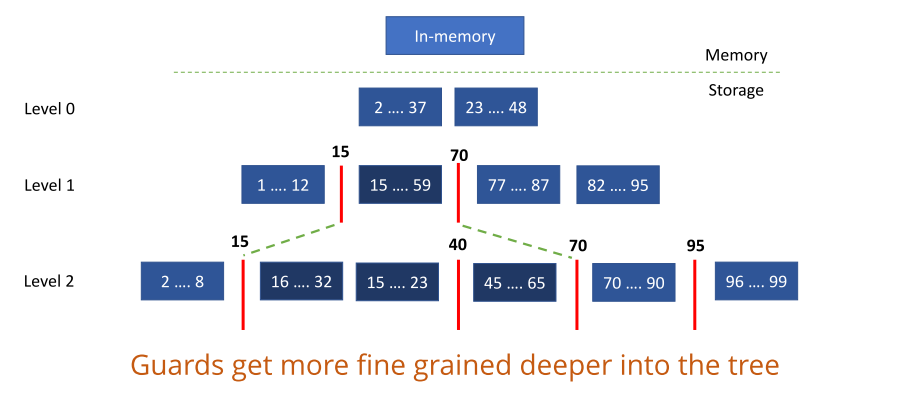 In-memory
Memory
Storage
Level 0
2 .... 37 23 .... 48
15 70
Level 1
1 .... 12 15 .... 59 77 .... 87 82 .... 95
15 40 70 95
Level 2
2 .... 8 16 .... 32 15 .... 23 45 .... 65 70 .... 90 96 .... 99
Guards get more fine grained deeper into the tree